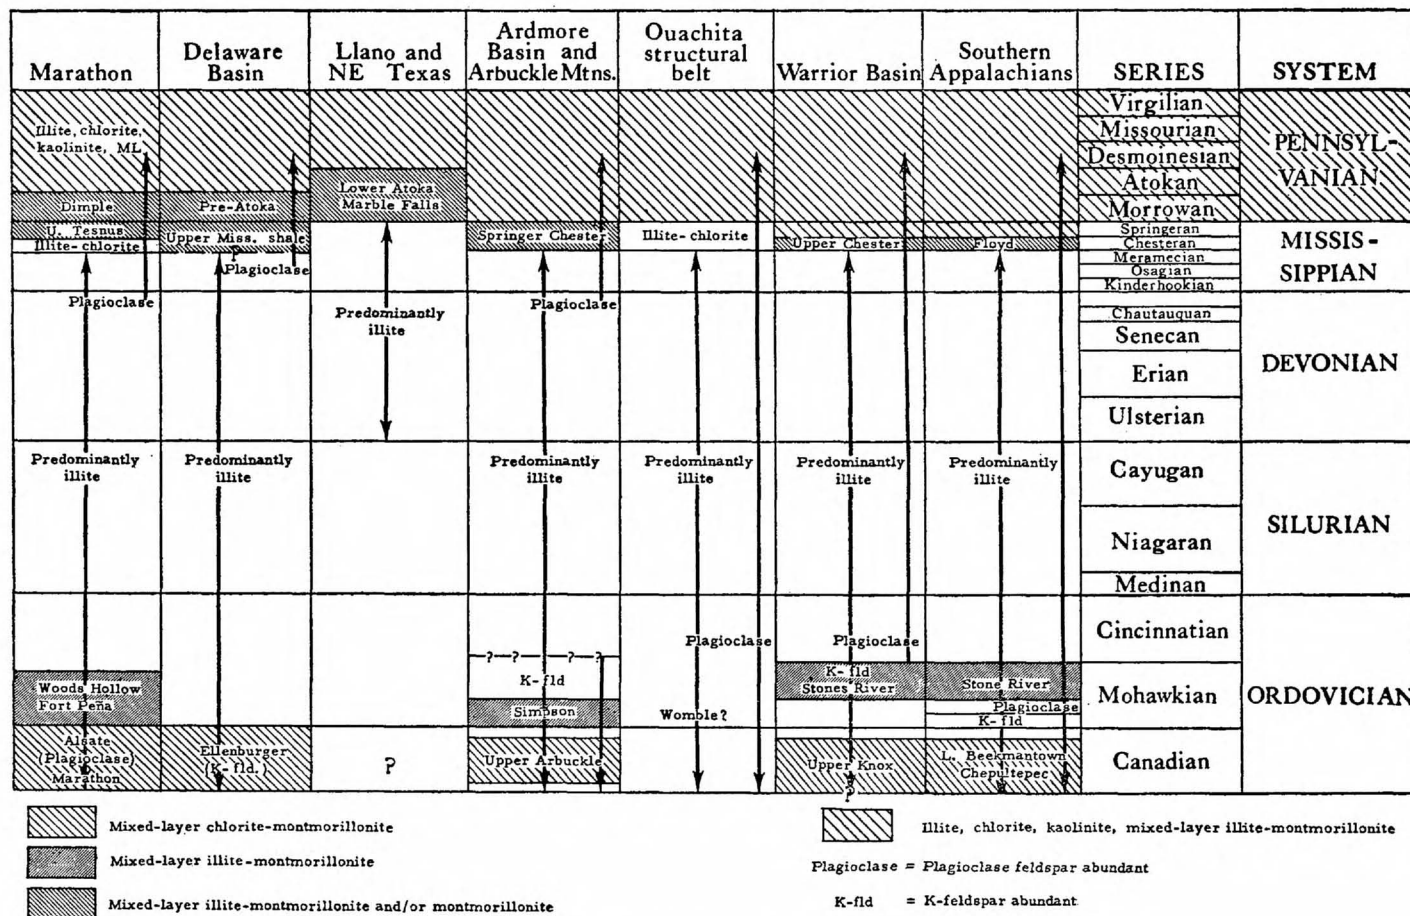 Marathon
Delaware
Basin
Llano and
NE Texas
Ardmore
Basin and
Arbuckle Mtns.
Ouachita
structural
belt
Warrior Basin
Southern
Appalachians
SERIES
SYSTEM
Illite, chlorite,
kaolinite, ML
Dimple
U. Tesnus
Illite-chlorite
Plagioclase
Predominantly
illite
Woods Hollow
Fort Peña
Alsate
(Plagioclase)
Marathon
Pre-Atoka
Upper Miss. shale
?
Plagioclase
Predominantly
illite
Ellenburger
(K-fld.)
Lower Atoka
Marble Falls
Predominantly
illite
?
Springer Chester
Plagioclase
Predominantly
illite
? ? ? ?
K-fld
Simpson
Upper Arbuckle
Illite-chlorite
Predominantly
illite
Plagioclase
Womble?
Upper Chester
Predominantly
illite
Plagioclase
K-fld
Stones River
Upper Knox
?
Floyd
Predominantly
illite
Stone River
Plagioclase
K-fld
L. Beekmantown
Chepultepec
Virgilian
Missourian
Desmoinesian
Atokan
Morrowan
Springeran
Chesteran
Meramecian
Osagian
Kinderhookian
Chautauquan
Senecan
Erian
Ulsterian
Cayugan
Niagaran
Medinan
Cincinnatian
Mohawkian
Canadian
PENNSYL-
VANIAN
MISSIS-
SIPPIAN
DEVONIAN
SILURIAN
ORDOVICIAN
Mixed-layer chlorite-montmorillonite
Mixed-layer illite-montmorillonite
Mixed-layer illite-montmorillonite and/or montmorillonite
Illite, chlorite, kaolinite, mixed-layer illite-montmorillonite
Plagioclase = Plagioclase feldspar abundant
K-fld = K-feldspar abundant